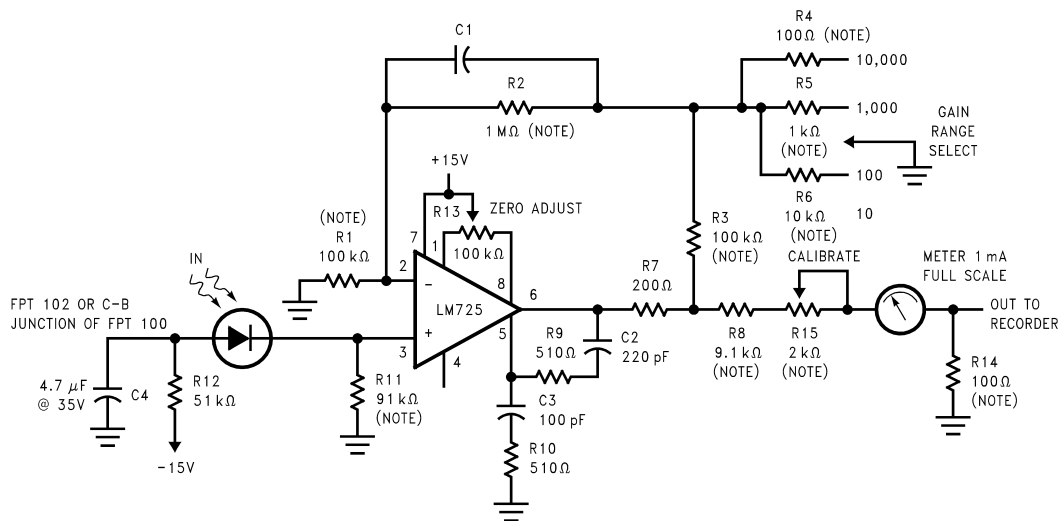 R4
100Ω (NOTE)
10,000
C1
R5
1,000
R2
1 MΩ (NOTE)
1 kΩ
(NOTE)
GAIN
RANGE
SELECT
100
R6
10 kΩ
(NOTE)
10
+15V
R13
ZERO ADJUST
100 kΩ
(NOTE)
R1
100 kΩ
7
1
8
2
−
LM725
+
3
4
5
6
R3
100 kΩ
(NOTE)
CALIBRATE
METER 1 mA
FULL SCALE
IN
FPT 102 OR C-B
JUNCTION OF FPT 100
R7
200Ω
OUT TO
RECORDER
R9
510Ω
C2
220 pF
R8
9.1 kΩ
(NOTE)
R15
2 kΩ
(NOTE)
R14
100Ω
(NOTE)
4.7 μF
@ 35V
C4
R12
51 kΩ
R11
91 kΩ
(NOTE)
C3
100 pF
R10
510Ω
-15V